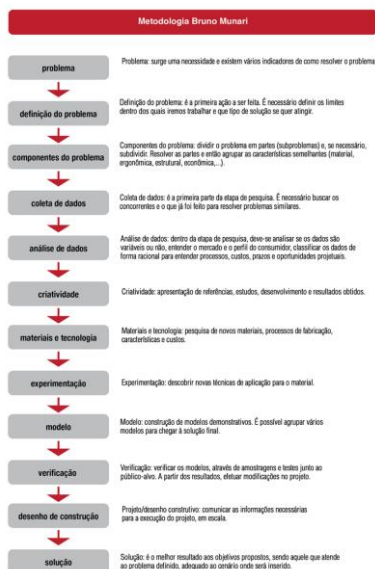 Metodologia Bruno Munari
problema
Problema: surge uma necessidade e existem vários indicadores de como resolver o problema
definição do problema
Definição do problema: é a primeira ação a ser feita. É necessário definir os limites
dentro dos quais iremos trabalhar e que tipo de solução se quer atingir.
componentes do problema
Componentes do problema: dividir o problema em partes (subproblemas) e, se necessário,
subdividir. Resolver as partes e então agrupar as características semelhantes (material,
ergonômica, estrutural, econômica,...).
coleta de dados
Coleta de dados: é a primeira parte da etapa de pesquisa. É necessário buscar os
concorrentes e o que já foi feito para resolver problemas similares.
análise de dados
Análise de dados: dentro da etapa de pesquisa, deve-se analisar se os dados são
variáveis ou não, entender o mercado e o perfil do consumidor, classificar os dados de
forma racional para entender processos, custos, prazos e oportunidades projetuais.
criatividade
Criatividade: apresentação de referências, estudos, desenvolvimento e resultados obtidos.
materiais e tecnologia
Materiais e tecnologia: pesquisa de novos materiais, processos de fabricação,
características e custos.
experimentação
Experimentação: descobrir novas técnicas de aplicação para o material.
modelo
Modelo: construção de modelos demonstrativos. É possível agrupar vários
modelos para chegar à solução final.
verificação
Verificação: verificar os modelos, através de amostragens e testes junto ao
público-alvo. A partir dos resultados, efetuar modificações no projeto.
desenho de construção
Projeto/desenho construtivo: comunicar as informações necessárias
para a execução do projeto, em escala.
solução
Solução: é o melhor resultado aos objetivos propostos, sendo aquele que atende
ao problema definido, adequado ao cenário onde será inserido.